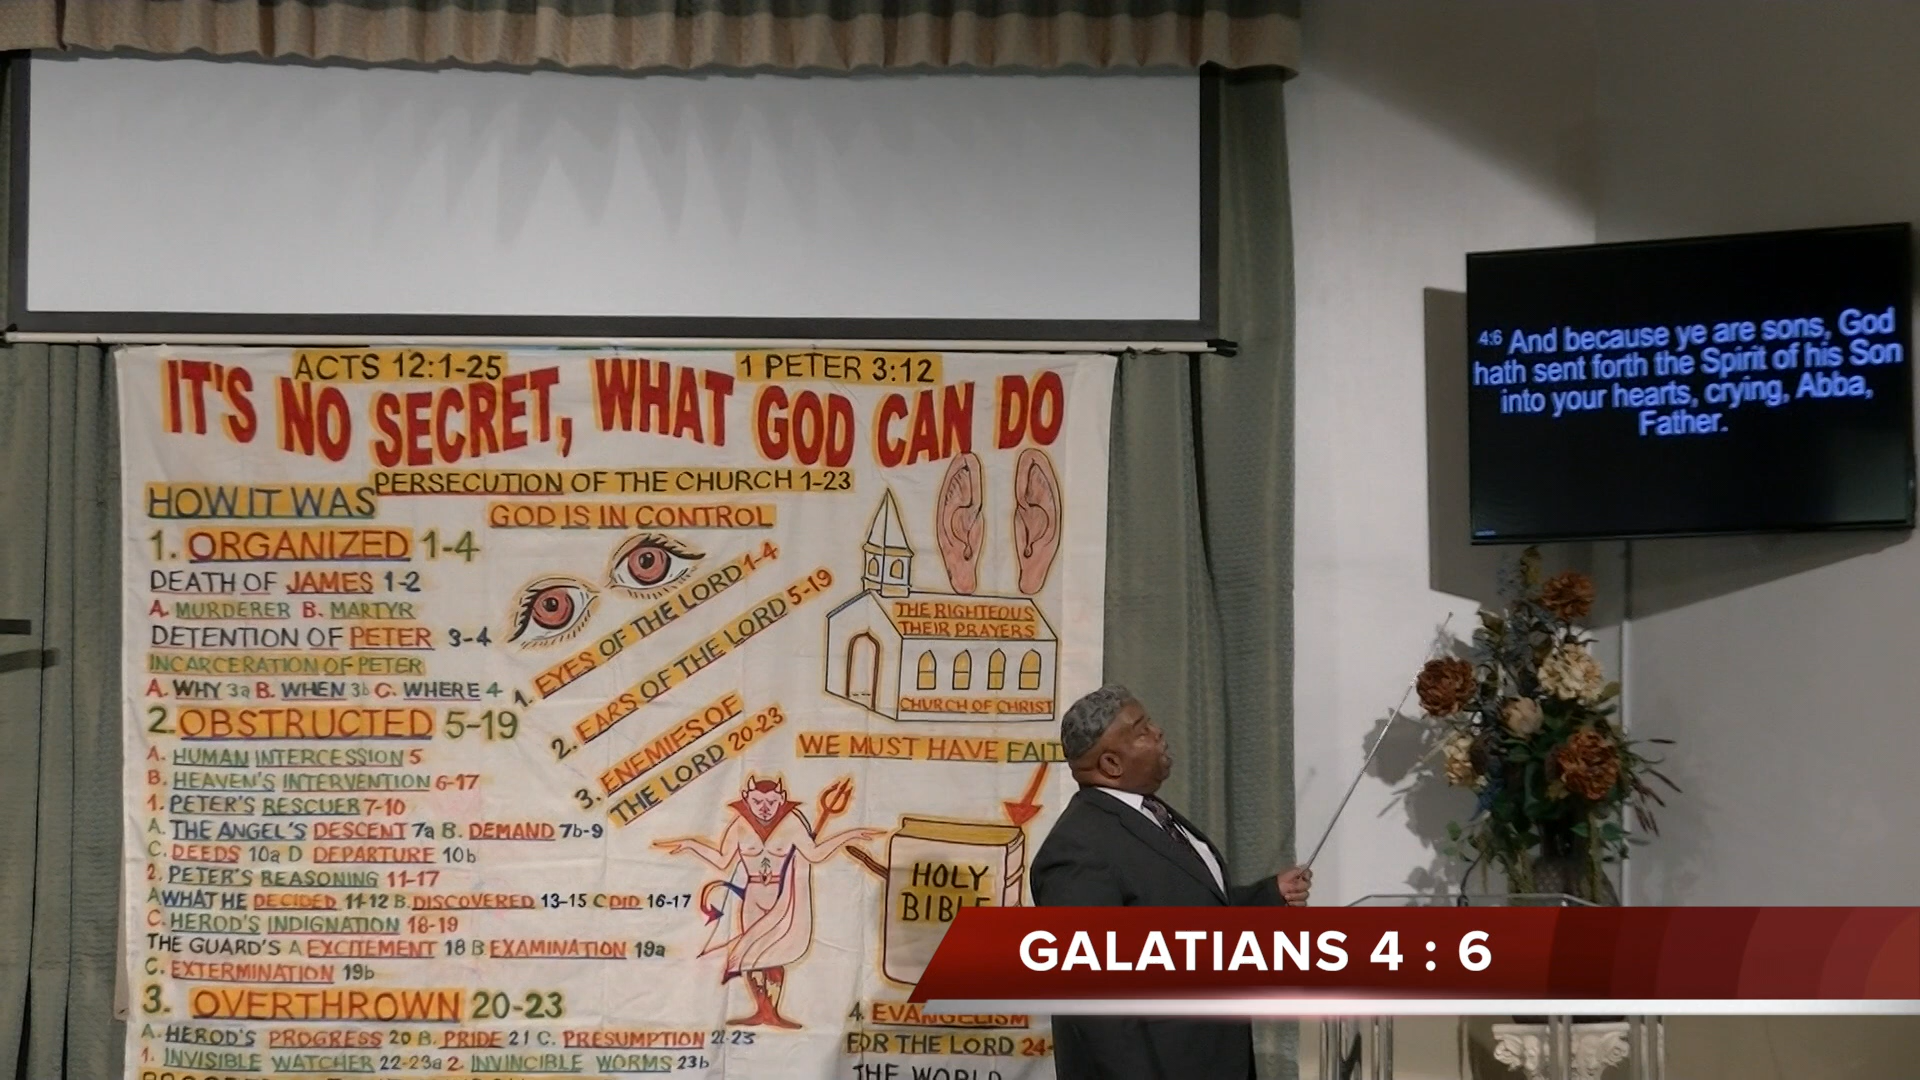 ACTS 12:1-25
1 PETER 3:12
IT'S NO SECRET, WHAT GOD CAN DO
PERSECUTION OF THE CHURCH 1-23
HOW IT WAS
GOD IS IN CONTROL
1. ORGANIZED 1-4
DEATH OF JAMES 1-2
A. MURDERER B. MARTYR
DETENTION OF PETER 3-4
INCARCERATION OF PETER
A. WHY 3a B. WHEN 3b C. WHERE 4
2. OBSTRUCTED 5-19
A. HUMAN INTERCESSION 5
B. HEAVEN'S INTERVENTION 6-17
1. PETER'S RESCUER 7-10
A. THE ANGEL'S DESCENT 7a B. DEMAND 7b-9
C. DEEDS 10a D DEPARTURE 10b
2. PETER'S REASONING 11-17
A WHAT HE DECIDED 11-12 B. DISCOVERED 13-15 C DID 16-17
C. HEROD'S INDIGNATION 18-19
THE GUARD'S A EXCITEMENT 18 B EXAMINATION 19a
C. EXTERMINATION 19b
3. OVERTHROWN 20-23
A. HEROD'S PROGRESS 20 B. PRIDE 21 C. PRESUMPTION 22-23
1. INVISIBLE WATCHER 22-23a 2. INVINCIBLE WORMS 23b
1. EYES OF THE LORD 1-4
2. EARS OF THE LORD 5-19
3. ENEMIES OF
THE LORD 20-23
THE RIGHTEOUS
THEIR PRAYERS
CHURCH OF CHRIST
WE MUST HAVE FAIT
HOLY
BIBLE
4. EVANGELISM
FOR THE LORD 24-
THE WORLD
4:6 And because ye are sons, God
hath sent forth the Spirit of his Son
into your hearts, crying, Abba,
Father.
GALATIANS 4 : 6